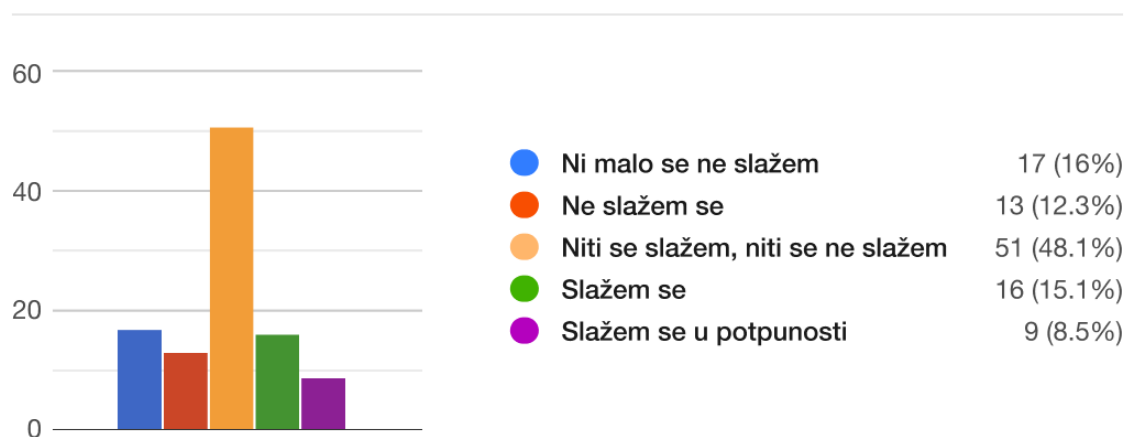 60
40
20
0
Ni malo se ne slažem 17 (16%)
Ne slažem se 13 (12.3%)
Niti se slažem, niti se ne slažem 51 (48.1%)
Slažem se 16 (15.1%)
Slažem se u potpunosti 9 (8.5%)